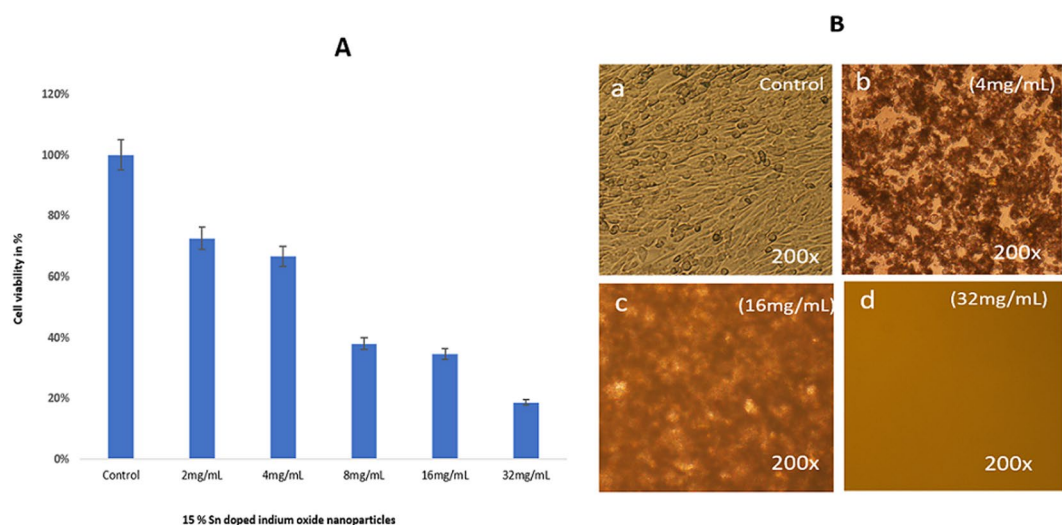 A
120%
100%
80%
60%
40%
20%
0%
Cell viability in %
Control
2mg/mL
4mg/mL
8mg/mL
16mg/mL
32mg/mL
15 % Sn doped indium oxide nanoparticles
B
a
Control
200x
b
(4mg/mL)
200x
c
(16mg/mL)
200x
d
(32mg/mL)
200x